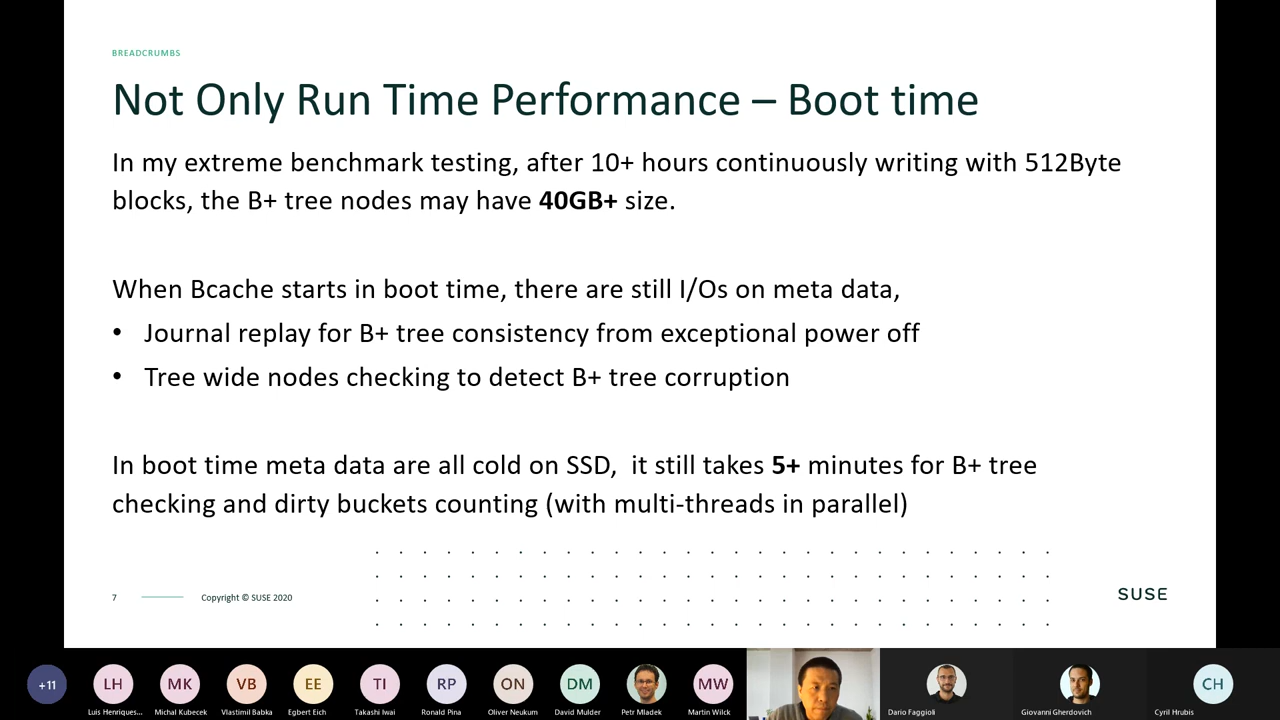 BREADCRUMBS
Not Only Run Time Performance – Boot time
In my extreme benchmark testing, after 10+ hours continuously writing with 512Byte
blocks, the B+ tree nodes may have 40GB+ size.
When Bcache starts in boot time, there are still I/Os on meta data,
• Journal replay for B+ tree consistency from exceptional power off
• Tree wide nodes checking to detect B+ tree corruption
In boot time meta data are all cold on SSD,  it still takes 5+ minutes for B+ tree
checking and dirty buckets counting (with multi-threads in parallel)
7
Copyright © SUSE 2020
SUSE
+11
LH
MK
VB
EE
TI
RP
ON
DM
MW
CH
Luis Henriques...
Michal Kubecek
Vlastimil Babka
Egbert Eich
Takashi Iwai
Ronald Pina
Oliver Neukum
David Mulder
Petr Mladek
Martin Wilck
Dario Faggioli
Giovanni Gherdovich
Cyril Hrubis